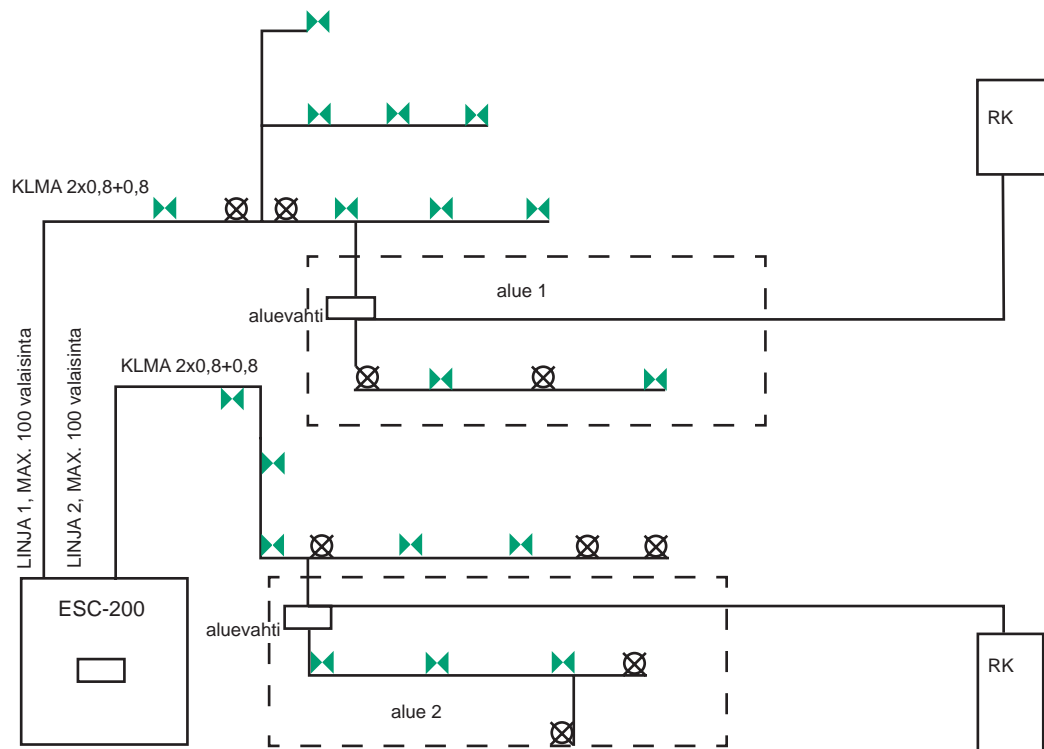 RK
KLMA 2x0,8+0,8
alue 1
aluevahti
KLMA 2x0,8+0,8
LINJA 1, MAX. 100 valaisinta
LINJA 2, MAX. 100 valaisinta
ESC-200
aluevahti
RK
alue 2